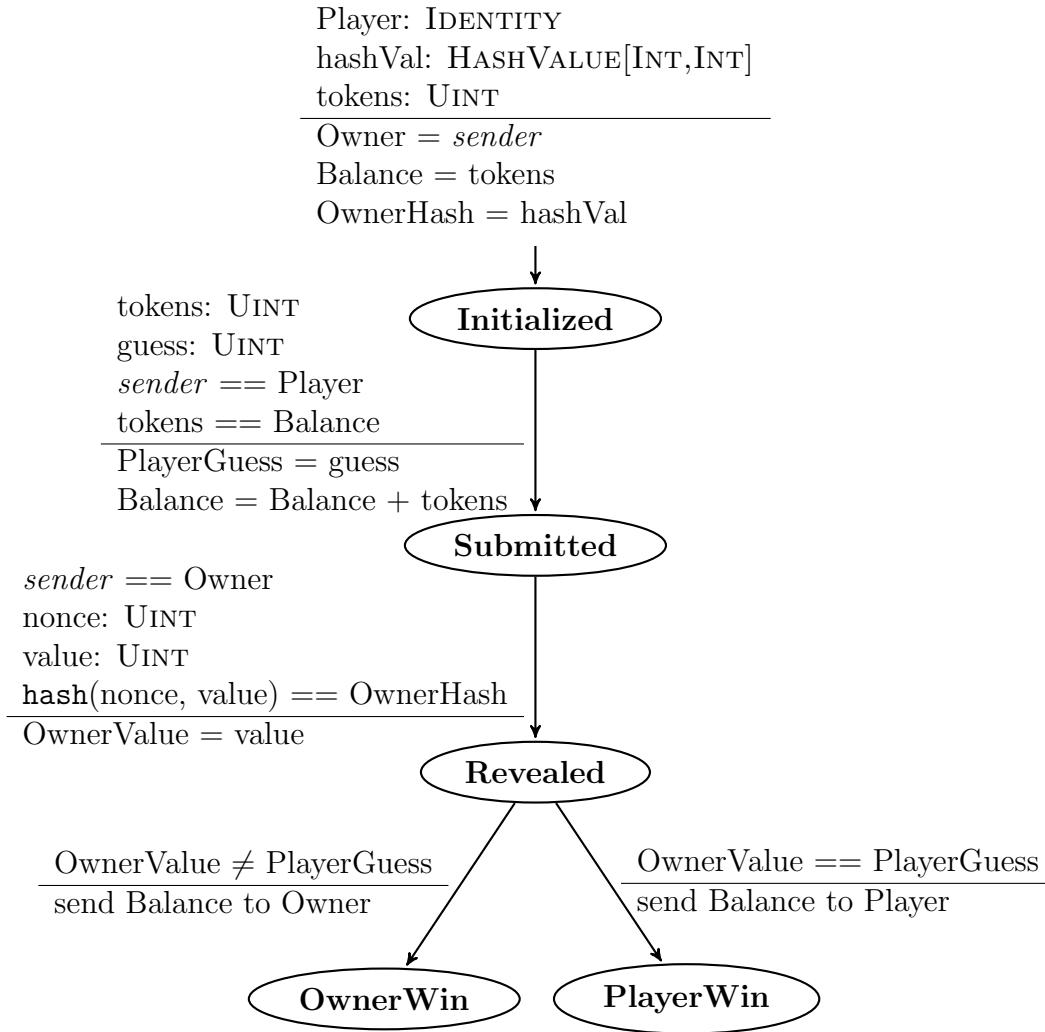 Player: IDENTITY
hashVal: HASHVALUE[INT,INT]
tokens: UINT
Owner = sender
Balance = tokens
OwnerHash = hashVal
Initialized
tokens: UINT
guess: UINT
sender == Player
tokens == Balance
PlayerGuess = guess
Balance = Balance + tokens
Submitted
sender == Owner
nonce: UINT
value: UINT
hash(nonce, value) == OwnerHash
OwnerValue = value
Revealed
OwnerValue ≠ PlayerGuess
send Balance to Owner
OwnerValue == PlayerGuess
send Balance to Player
OwnerWin
PlayerWin